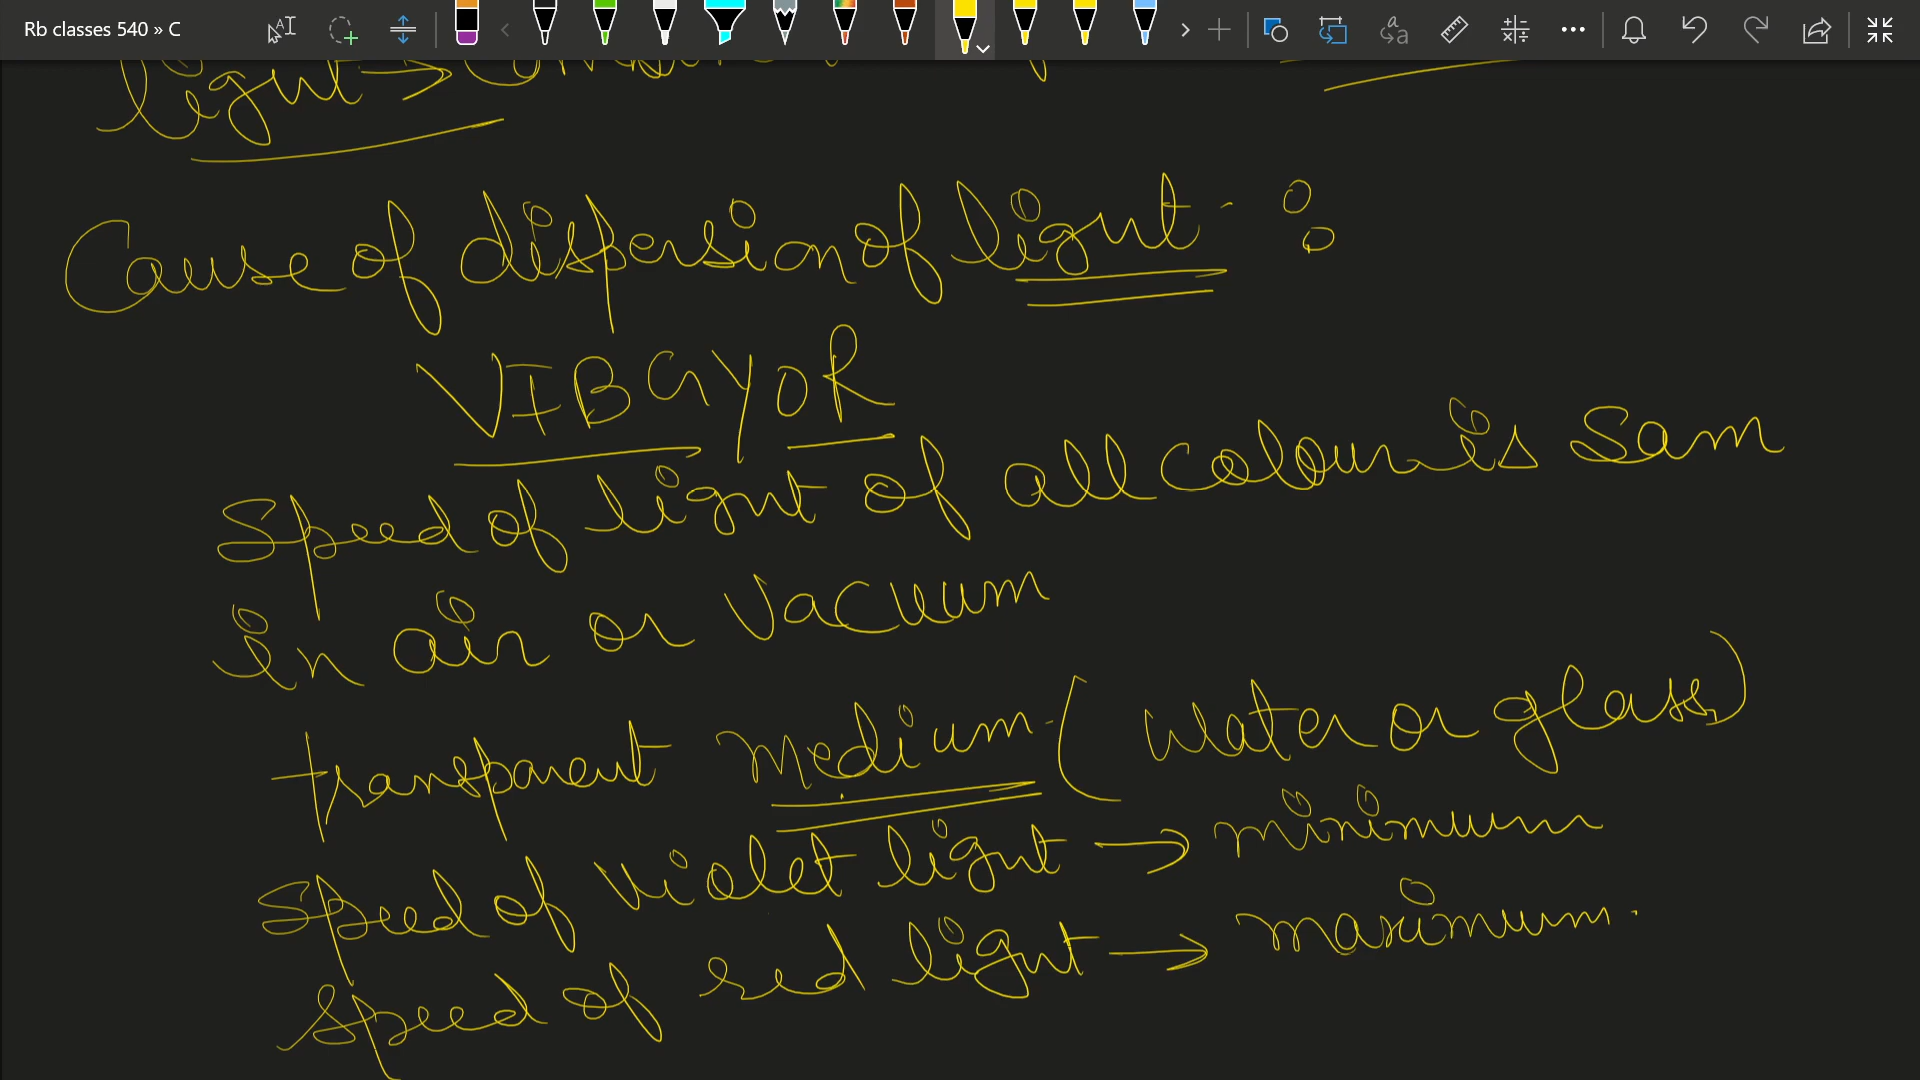 Rb classes 540 » C
light →
Cause of dispersion of light - :
VIBGYOR
Speed of light of all colour is Sam
in air or vacuum
transparent medium - (Water or glass)
Speed of violet light → minimum
Speed of red light → maximum.